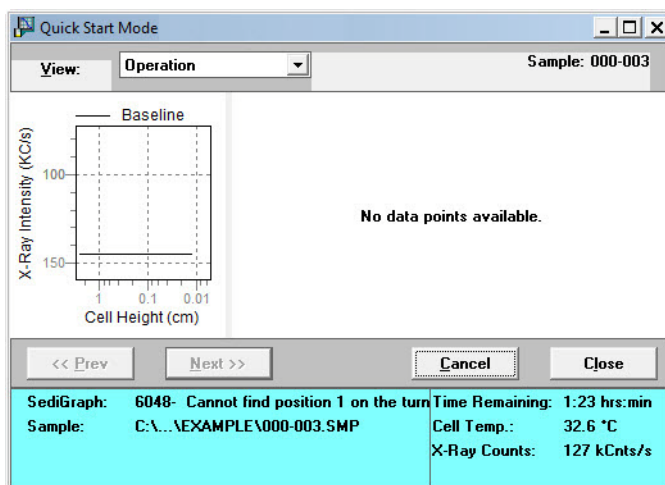 Quick Start Mode
View: Operation
Sample: 000-003
Baseline
X-Ray Intensity (KC/s)
100
150
1 0.1 0.01
Cell Height (cm)
No data points available.
<< Prev Next >> Cancel Close
SediGraph: 6048- Cannot find position 1 on the turn
Sample: C:\...\EXAMPLE\000-003.SMP
Time Remaining: 1:23 hrs:min
Cell Temp.: 32.6 °C
X-Ray Counts: 127 kCnts/s